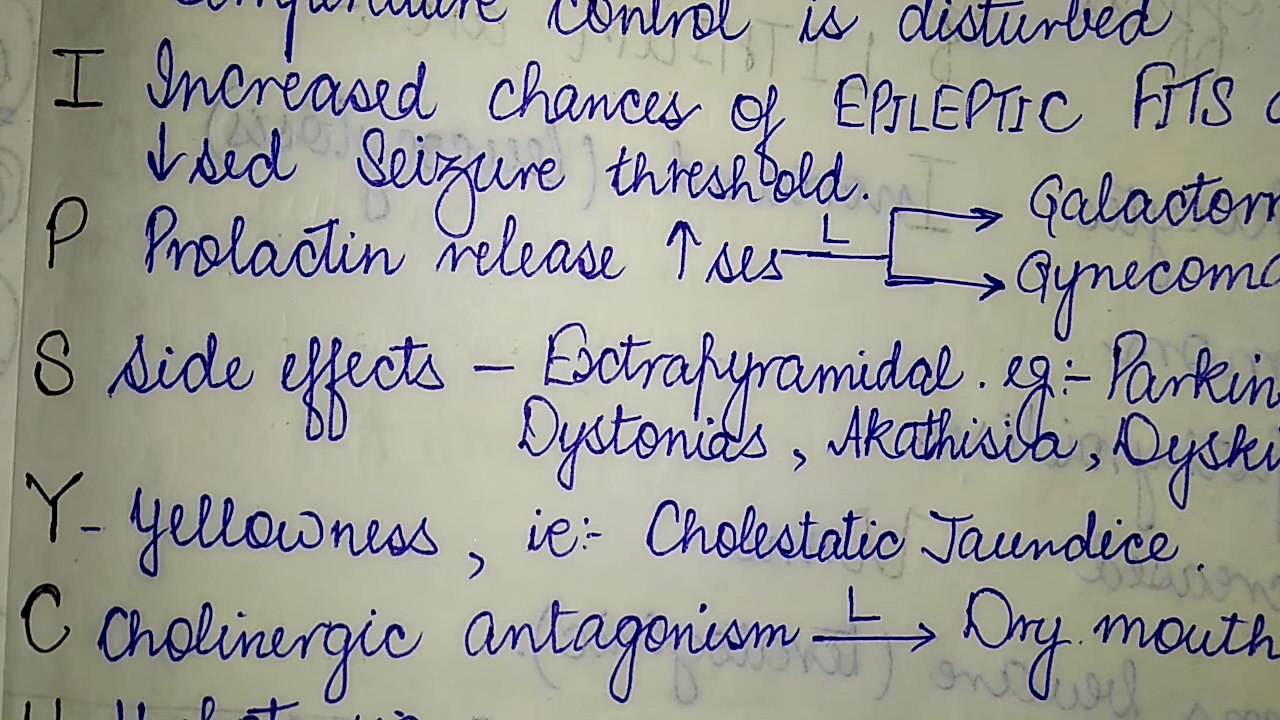 control is disturbed
I Increased chances of EPILEPTIC FITS
↓sed Seizure threshold.
P Prolactin release ↑ses L → Galactorr
→ Gynecoma
S Side effects - Extrapyramidal. eg:- Parkin
Dystonias, Akathisia, Dyski
Y- Yellowness, ie:- Cholestatic Jaundice.
C Cholinergic antagonism L → Dry mouth